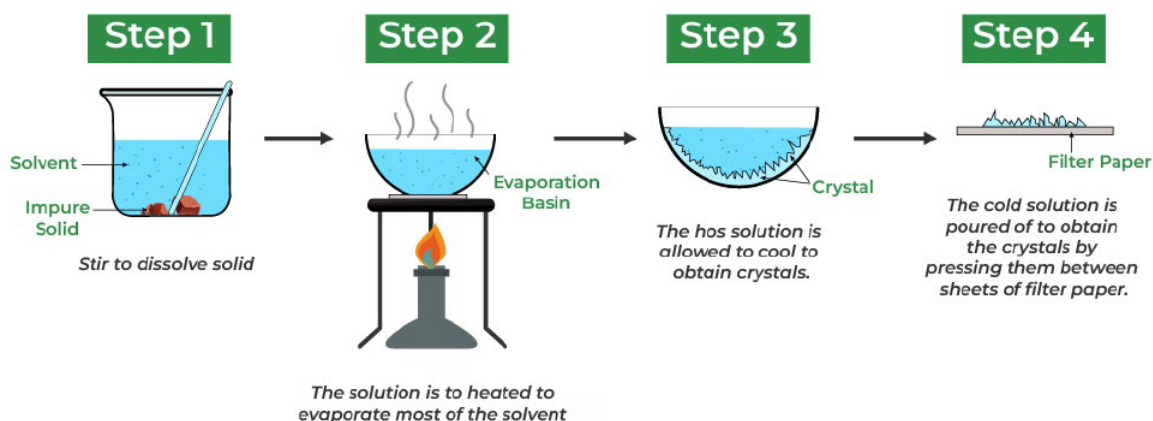 Step 1
Step 2
Step 3
Step 4
Solvent
Impure
Solid
Stir to dissolve solid
Evaporation
Basin
The solution is to heated to
evaporate most of the solvent
Crystal
The hos solution is
allowed to cool to
obtain crystals.
Filter Paper
The cold solution is
poured of to obtain
the crystals by
pressing them between
sheets of filter paper.